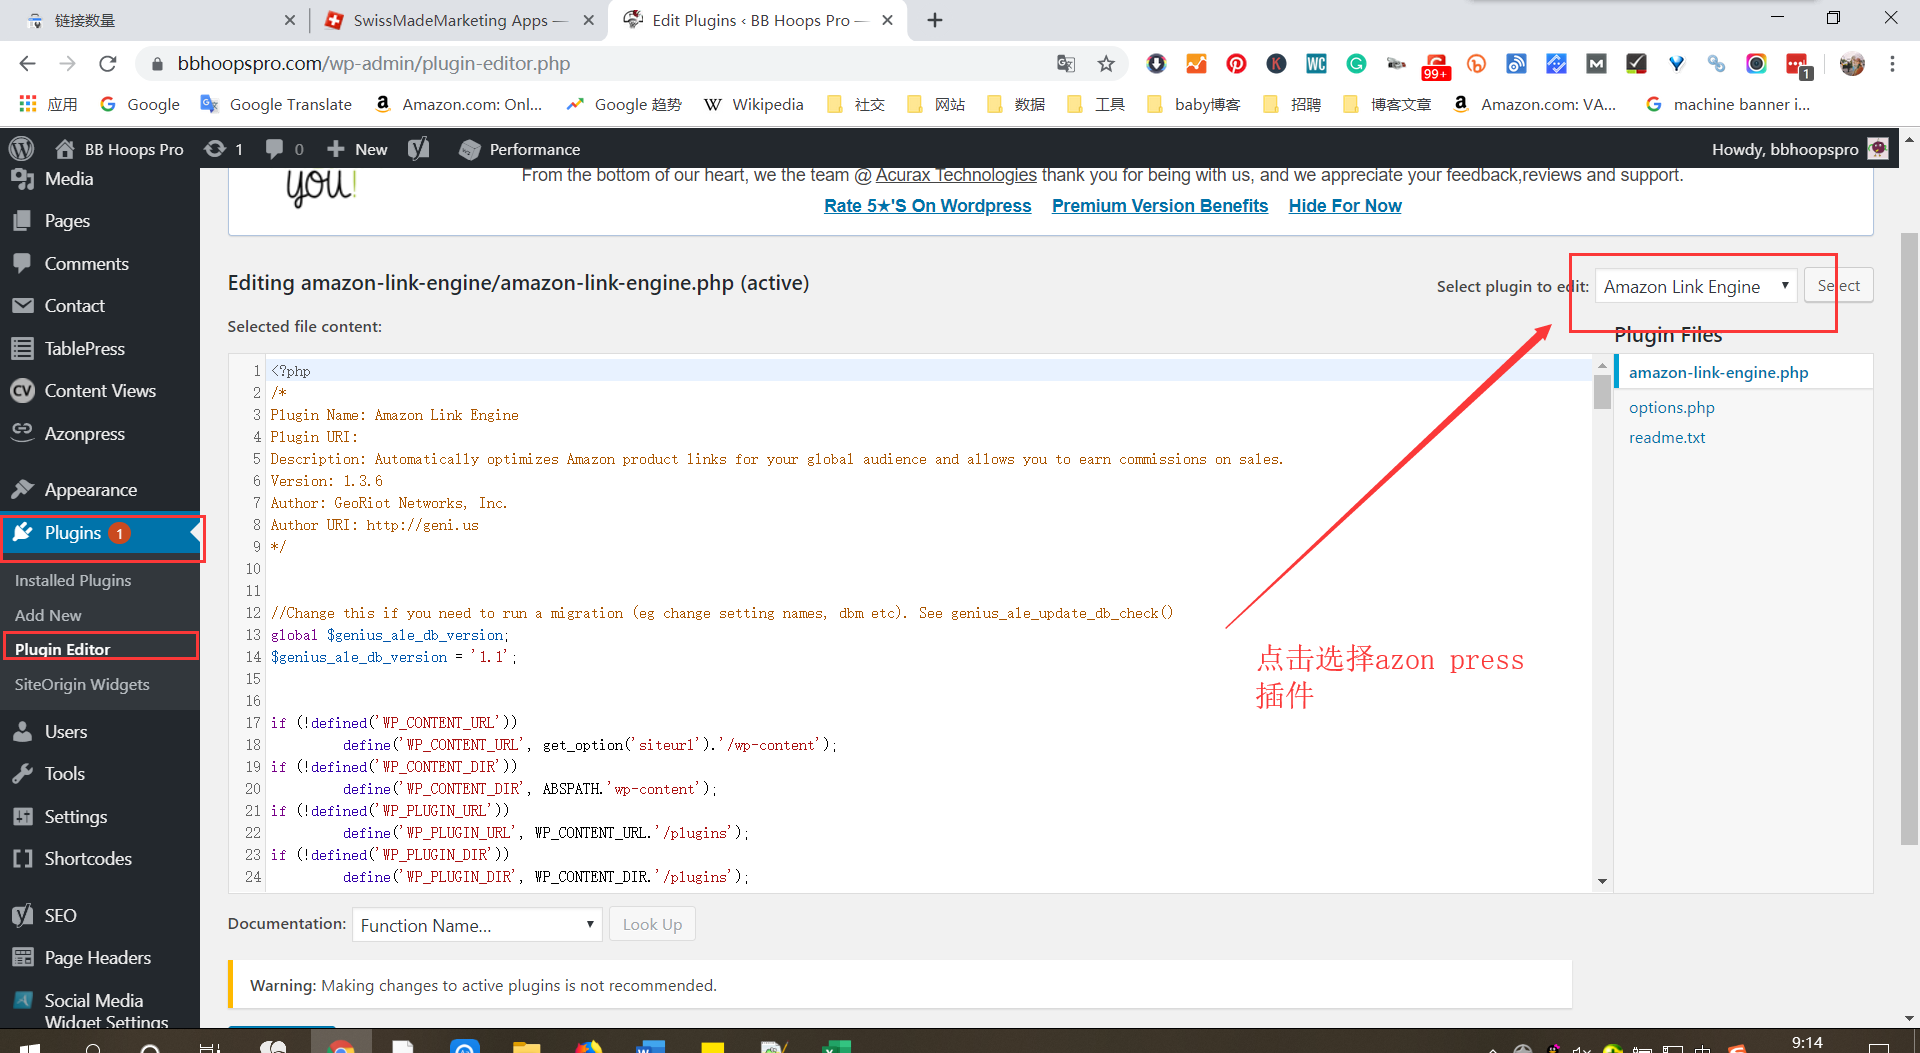 链接数量
SwissMadeMarketing Apps —
Edit Plugins ‹ BB Hoops Pro —
bbhoopspro.com/wp-admin/plugin-editor.php
99+
1
应用
Google
Google Translate
Amazon.com: Onl...
Google 趋势
Wikipedia
社交
网站
数据
工具
baby博客
招聘
博客文章
Amazon.com: VA...
machine banner i...
BB Hoops Pro
1
0
New
Performance
Howdy, bbhoopspro
Media
Pages
Comments
Contact
TablePress
Content Views
Azonpress
Appearance
Plugins 1
Installed Plugins
Add New
Plugin Editor
SiteOrigin Widgets
Users
Tools
Settings
Shortcodes
SEO
Page Headers
Social Media
Widget Settings
you!
From the bottom of our heart, we the team @ Acurax Technologies thank you for being with us, and we appreciate your feedback,reviews and support.
Rate 5★'S On Wordpress Premium Version Benefits Hide For Now
Editing amazon-link-engine/amazon-link-engine.php (active)
Select plugin to edit: Amazon Link Engine Select
Selected file content:
Plugin Files
amazon-link-engine.php
options.php
readme.txt
1 <?php
2 /*
3 Plugin Name: Amazon Link Engine
4 Plugin URI:
5 Description: Automatically optimizes Amazon product links for your global audience and allows you to earn commissions on sales.
6 Version: 1.3.6
7 Author: GeoRiot Networks, Inc.
8 Author URI: http://geni.us
9 */
10
11
12 //Change this if you need to run a migration (eg change setting names, dbm etc). See genius_ale_update_db_check()
13 global $genius_ale_db_version;
14 $genius_ale_db_version = '1.1';
15
16
17 if (!defined('WP_CONTENT_URL'))
18 define('WP_CONTENT_URL', get_option('siteurl').'/wp-content');
19 if (!defined('WP_CONTENT_DIR'))
20 define('WP_CONTENT_DIR', ABSPATH.'wp-content');
21 if (!defined('WP_PLUGIN_URL'))
22 define('WP_PLUGIN_URL', WP_CONTENT_URL.'/plugins');
23 if (!defined('WP_PLUGIN_DIR'))
24 define('WP_PLUGIN_DIR', WP_CONTENT_DIR.'/plugins');
点击选择azon press
插件
Documentation: Function Name... Look Up
Warning: Making changes to active plugins is not recommended.
9:14